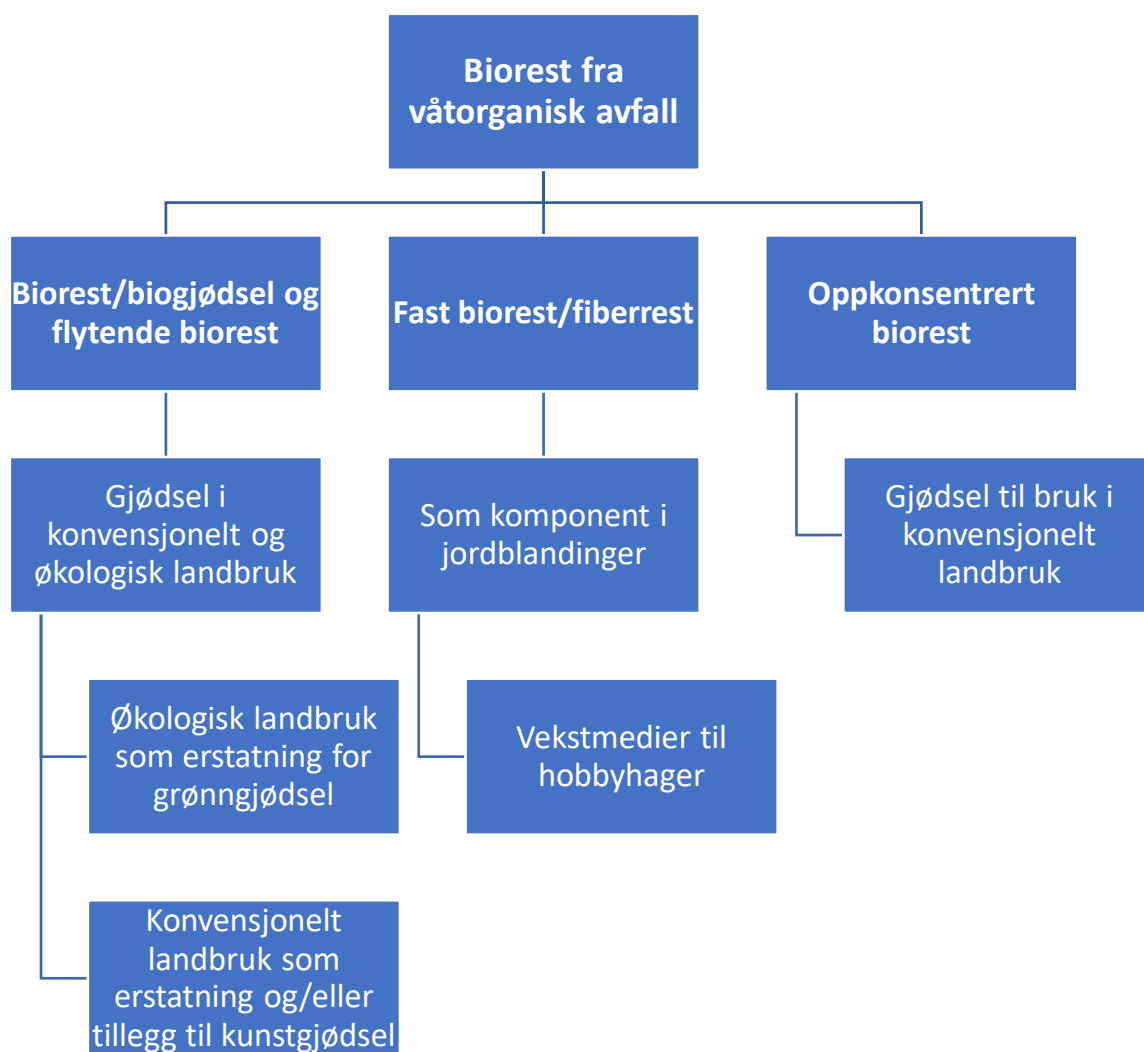 Biorest fra
våtorganisk avfall
Biorest/biogjødsel og
flytende biorest
Fast biorest/fiberrest
Oppkonsentrert
biorest
Gjødsel i
konvensjonelt og
økologisk landbruk
Som komponent i
jordblandinger
Gjødsel til bruk i
konvensjonelt
landbruk
Økologisk landbruk
som erstatning for
grønngjødsel
Vekstmedier til
hobbyhager
Konvensjonelt
landbruk som
erstatning og/eller
tillegg til kunstgjødsel